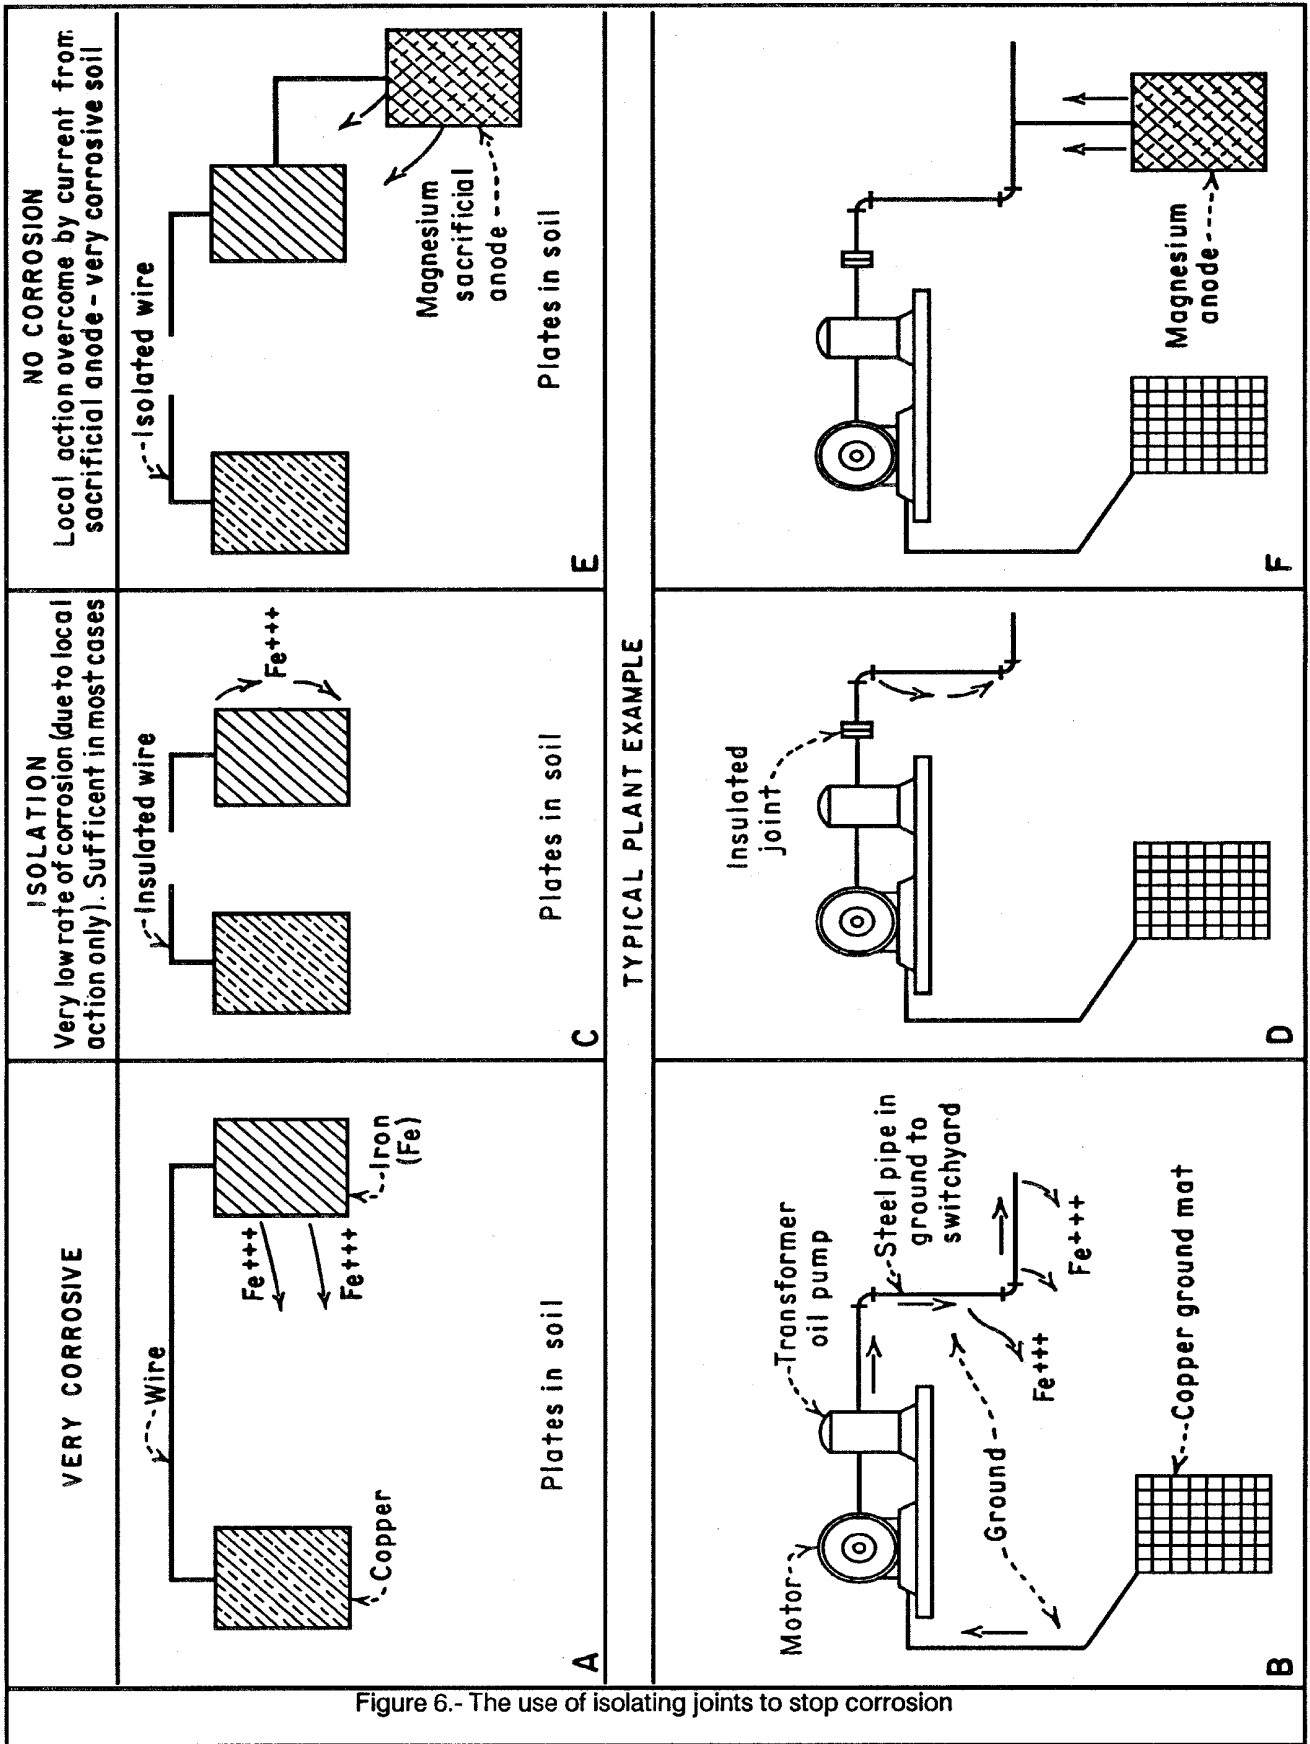 VERY CORROSIVE
Wire
Copper
Fe+++
Fe+++
Iron
(Fe)
Plates in soil
A
ISOLATION
Very low rate of corrosion (due to local
action only). Sufficent in most cases
Insulated wire
Fe+++
Plates in soil
C
NO CORROSION
Local action overcome by current from
sacrificial anode - very corrosive soil
Isolated wire
Magnesium
sacrificial
anode
Plates in soil
E
TYPICAL PLANT EXAMPLE
Motor
Transformer
oil pump
Steel pipe in
ground to
switchyard
Ground
Fe+++
Fe+++
Copper ground mat
B
Insulated
joint
D
Magnesium
anode
F
Figure 6.- The use of isolating joints to stop corrosion